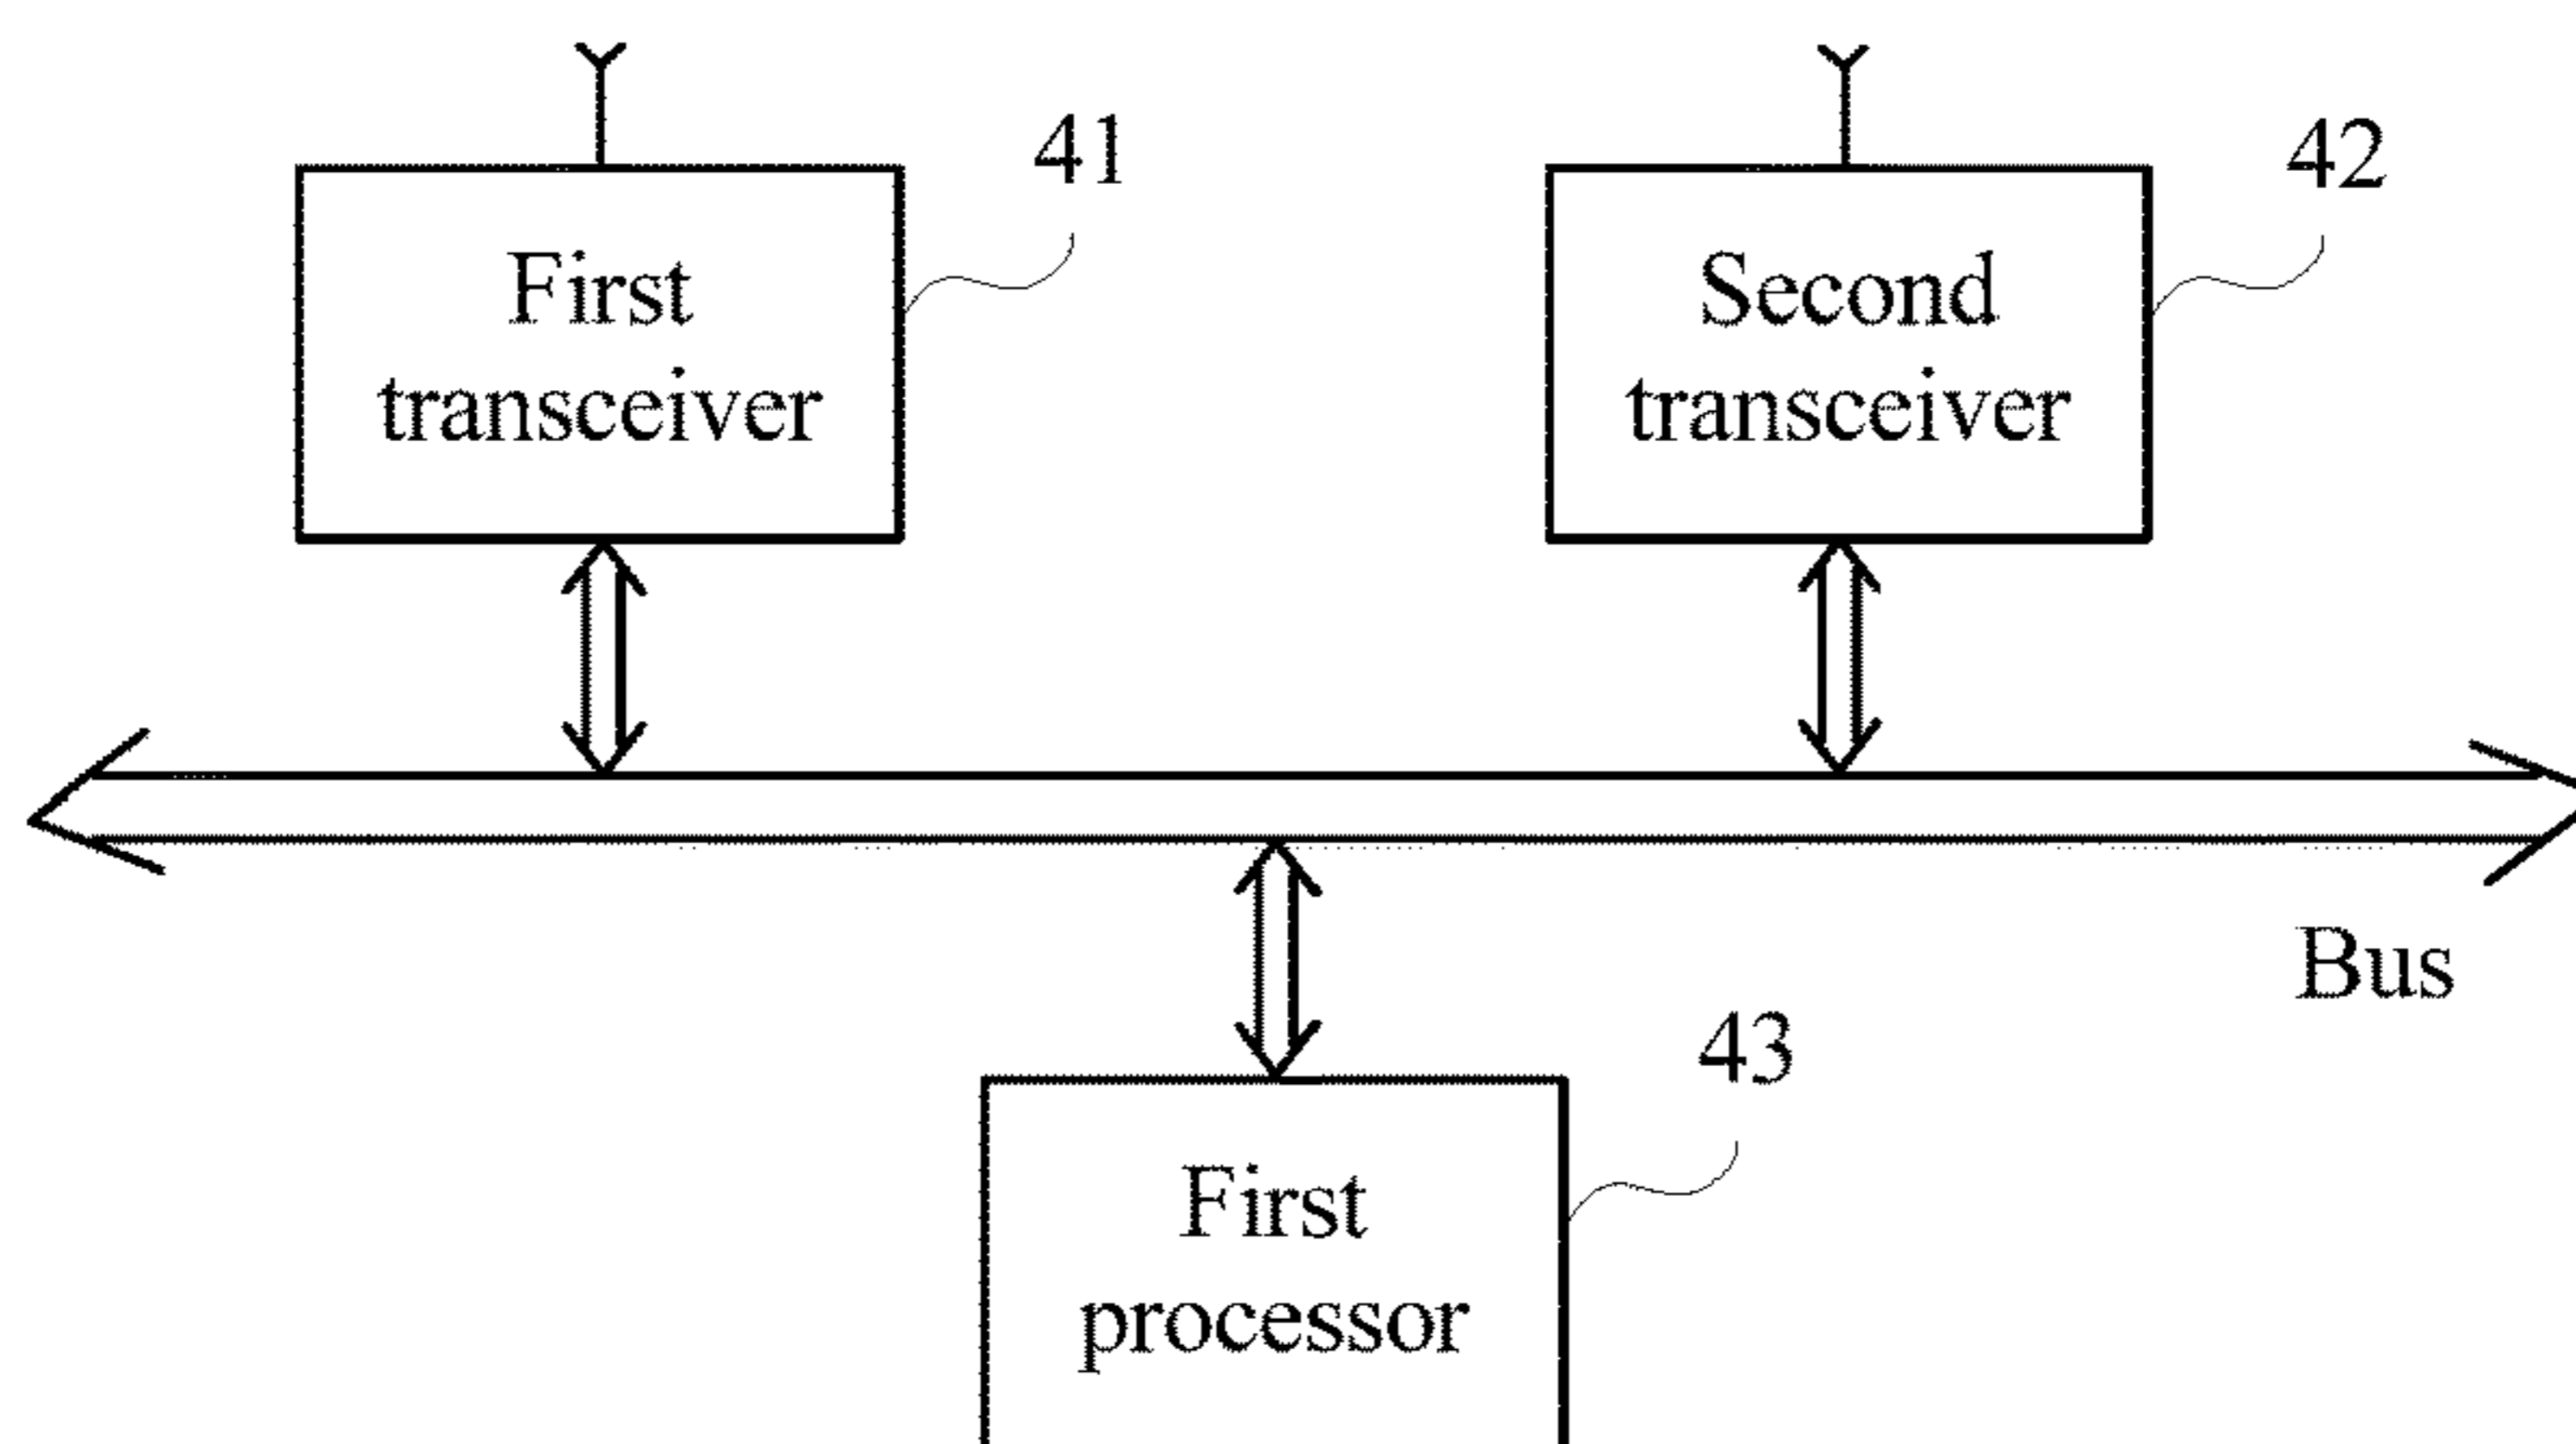 41
First
transceiver
42
Second
transceiver
Bus
43
First
processor